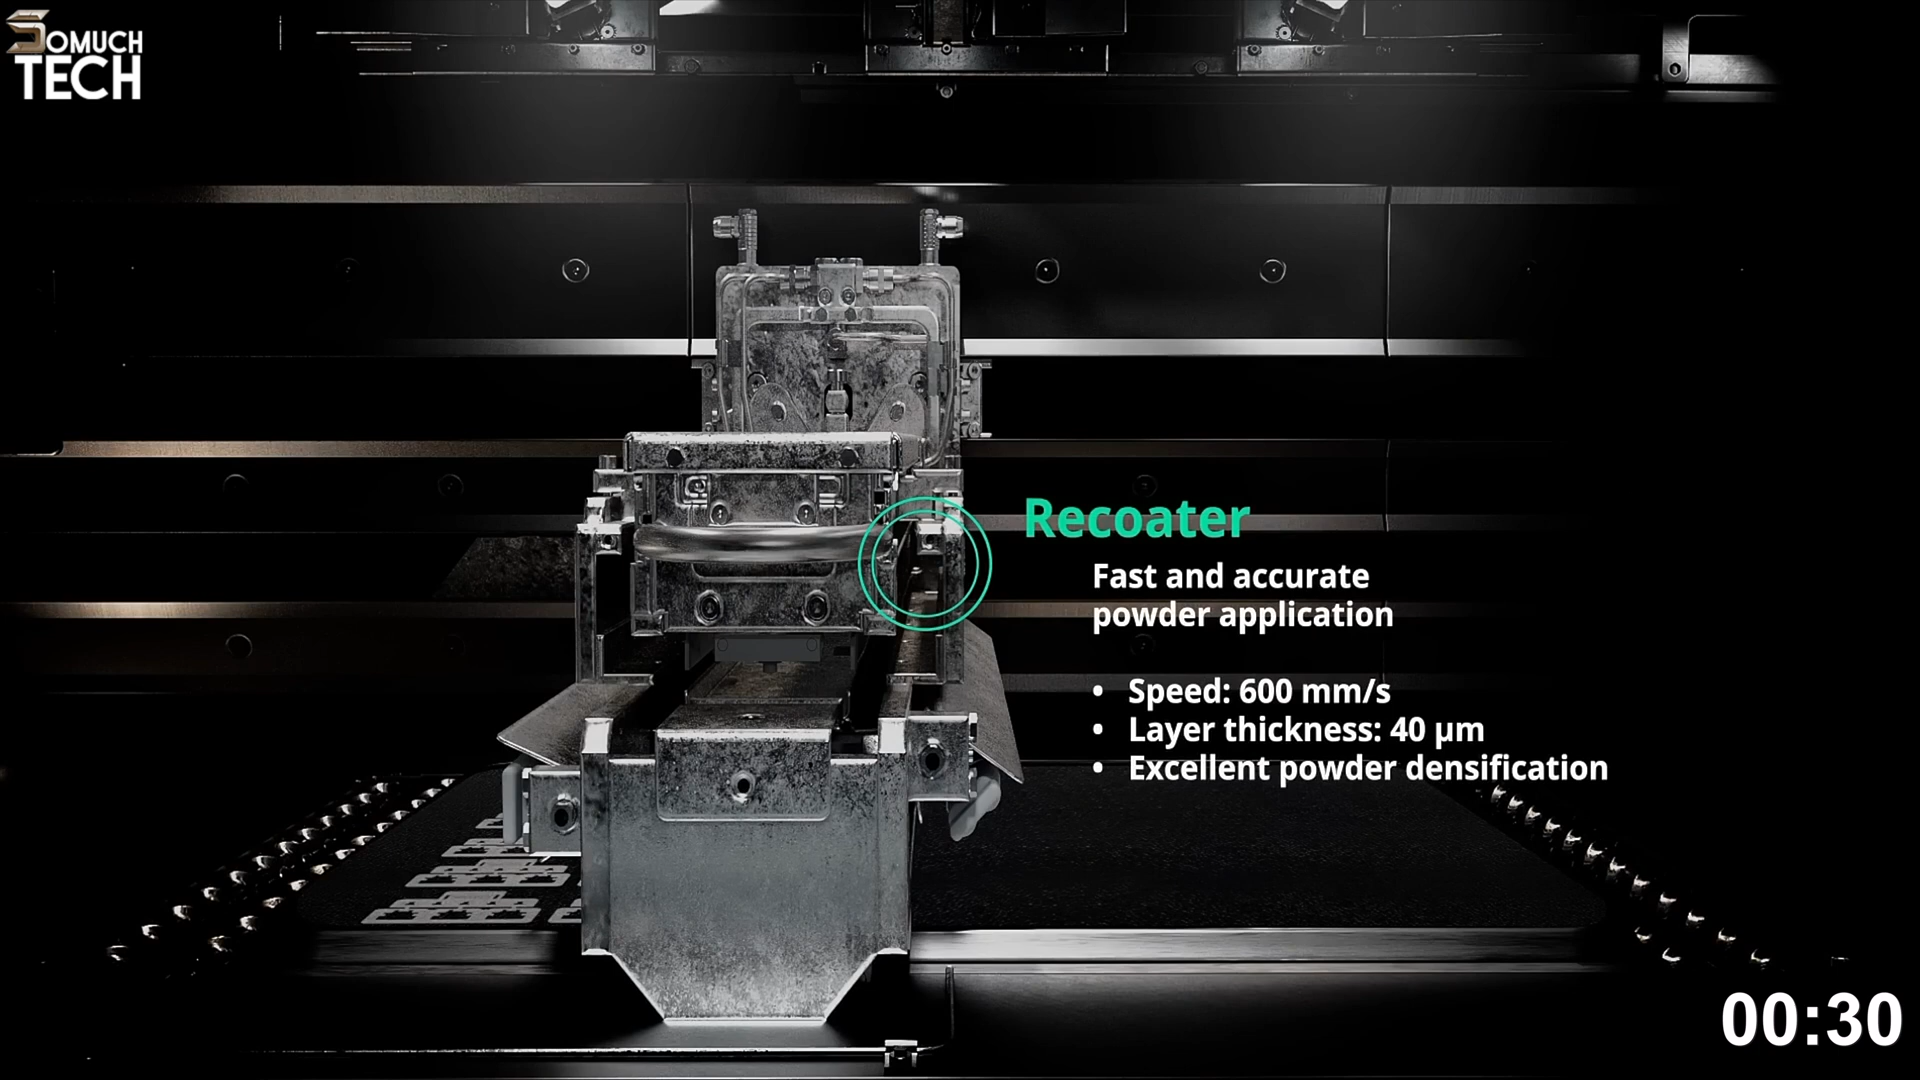 SOMUCH
TECH
Recoater
Fast and accurate
powder application
• Speed: 600 mm/s
• Layer thickness: 40 µm
• Excellent powder densification
00:30